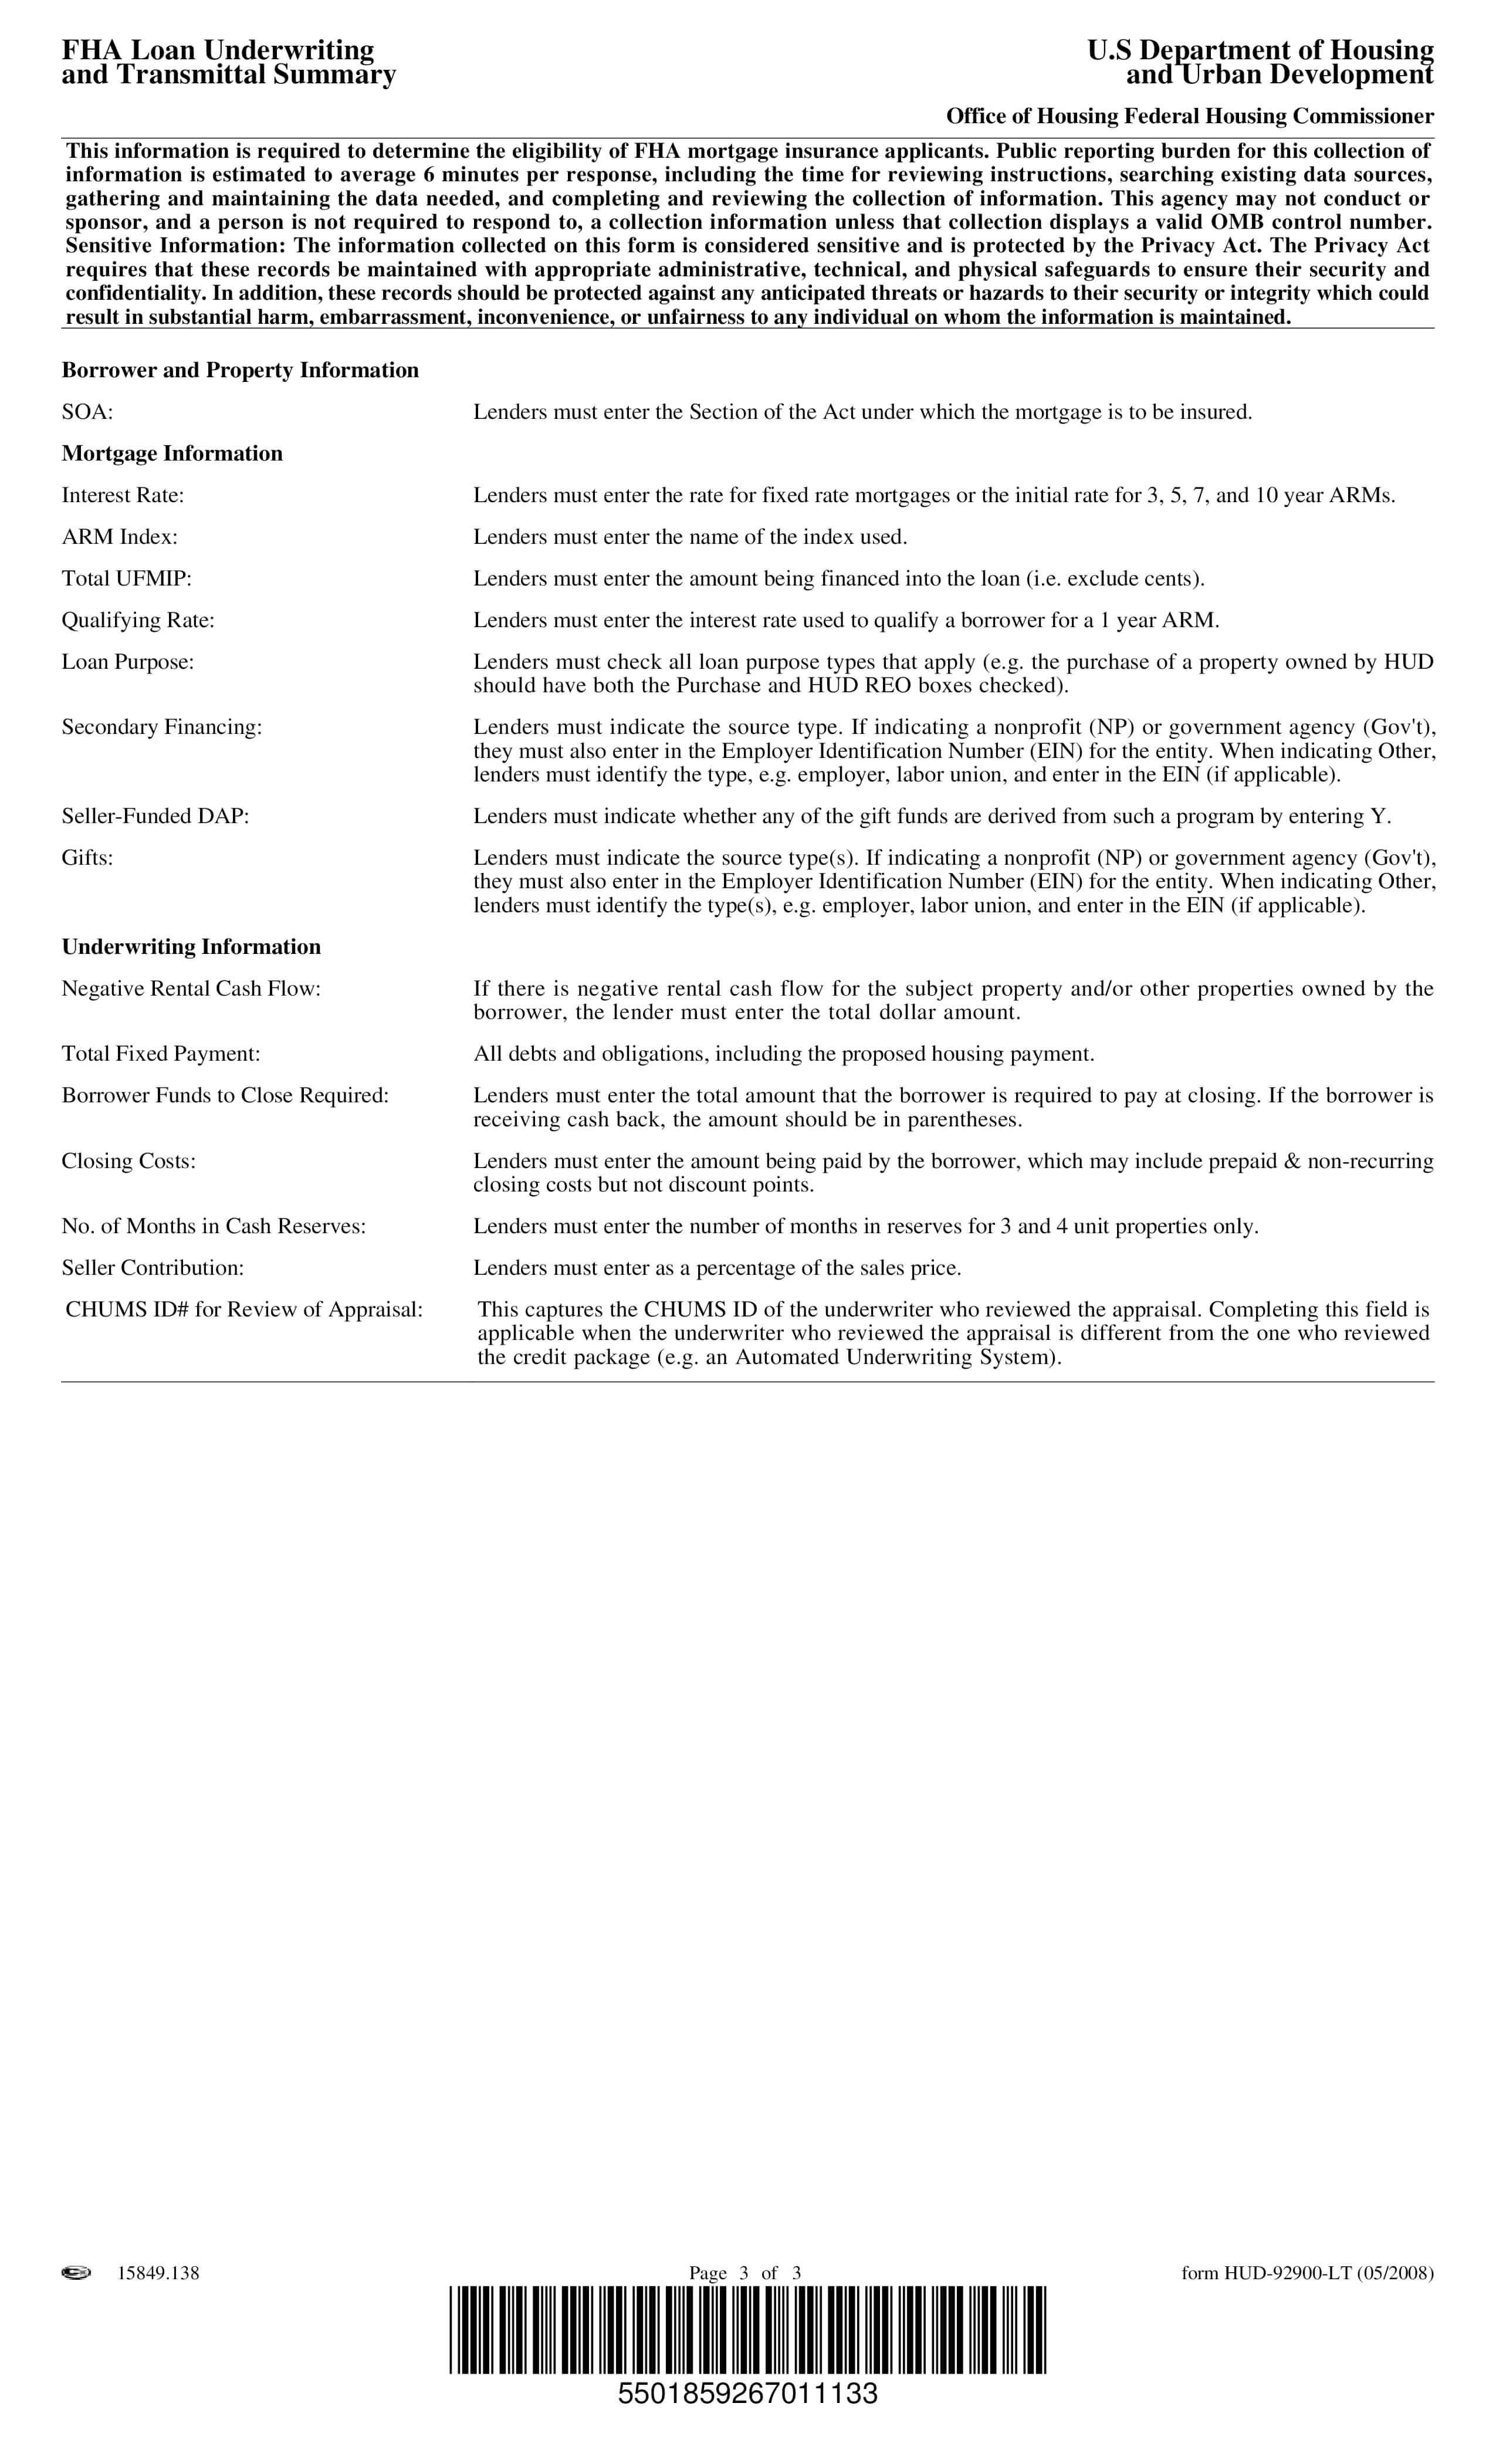 FHA Loan Underwriting
and Transmittal Summary
U.S Department of Housing
and Urban Development
Office of Housing Federal Housing Commissioner
This information is required to determine the eligibility of FHA mortgage insurance applicants. Public reporting burden for this collection of
information is estimated to average 6 minutes per response, including the time for reviewing instructions, searching existing data sources,
gathering and maintaining the data needed, and completing and reviewing the collection of information. This agency may not conduct or
sponsor, and a person is not required to respond to, a collection information unless that collection displays a valid OMB control number.
Sensitive Information: The information collected on this form is considered sensitive and is protected by the Privacy Act. The Privacy Act
requires that these records be maintained with appropriate administrative, technical, and physical safeguards to ensure their security and
confidentiality. In addition, these records should be protected against any anticipated threats or hazards to their security or integrity which could
result in substantial harm, embarrassment, inconvenience, or unfairness to any individual on whom the information is maintained.
Borrower and Property Information
SOA: Lenders must enter the Section of the Act under which the mortgage is to be insured.
Mortgage Information
Interest Rate: Lenders must enter the rate for fixed rate mortgages or the initial rate for 3, 5, 7, and 10 year ARMs.
ARM Index: Lenders must enter the name of the index used.
Total UFMIP: Lenders must enter the amount being financed into the loan (i.e. exclude cents).
Qualifying Rate: Lenders must enter the interest rate used to qualify a borrower for a 1 year ARM.
Loan Purpose: Lenders must check all loan purpose types that apply (e.g. the purchase of a property owned by HUD
should have both the Purchase and HUD REO boxes checked).
Secondary Financing: Lenders must indicate the source type. If indicating a nonprofit (NP) or government agency (Gov't),
they must also enter in the Employer Identification Number (EIN) for the entity. When indicating Other,
lenders must identify the type, e.g. employer, labor union, and enter in the EIN (if applicable).
Seller-Funded DAP: Lenders must indicate whether any of the gift funds are derived from such a program by entering Y.
Gifts: Lenders must indicate the source type(s). If indicating a nonprofit (NP) or government agency (Gov't),
they must also enter in the Employer Identification Number (EIN) for the entity. When indicating Other,
lenders must identify the type(s), e.g. employer, labor union, and enter in the EIN (if applicable).
Underwriting Information
Negative Rental Cash Flow: If there is negative rental cash flow for the subject property and/or other properties owned by the
borrower, the lender must enter the total dollar amount.
Total Fixed Payment: All debts and obligations, including the proposed housing payment.
Borrower Funds to Close Required: Lenders must enter the total amount that the borrower is required to pay at closing. If the borrower is
receiving cash back, the amount should be in parentheses.
Closing Costs: Lenders must enter the amount being paid by the borrower, which may include prepaid & non-recurring
closing costs but not discount points.
No. of Months in Cash Reserves: Lenders must enter the number of months in reserves for 3 and 4 unit properties only.
Seller Contribution: Lenders must enter as a percentage of the sales price.
CHUMS ID# for Review of Appraisal: This captures the CHUMS ID of the underwriter who reviewed the appraisal. Completing this field is
applicable when the underwriter who reviewed the appraisal is different from the one who reviewed
the credit package (e.g. an Automated Underwriting System).
15849.138 Page 3 of 3 form HUD-92900-LT (05/2008)
5501859267011133